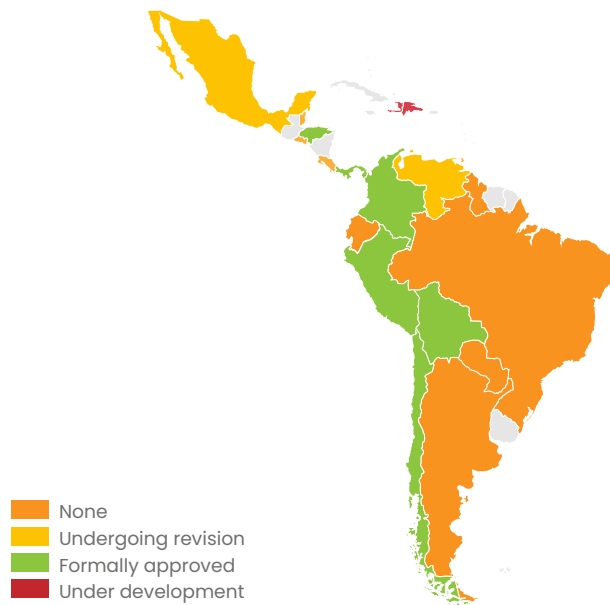 None
Undergoing revision
Formally approved
Under development